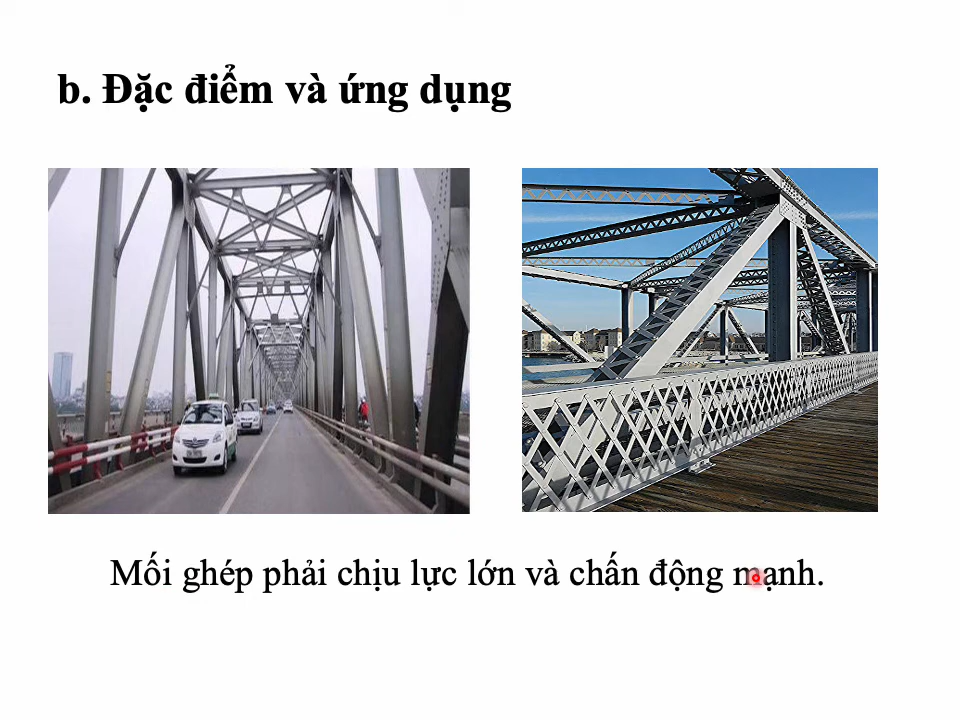 b. Đặc điểm và ứng dụng
Mối ghép phải chịu lực lớn và chấn động mạnh.